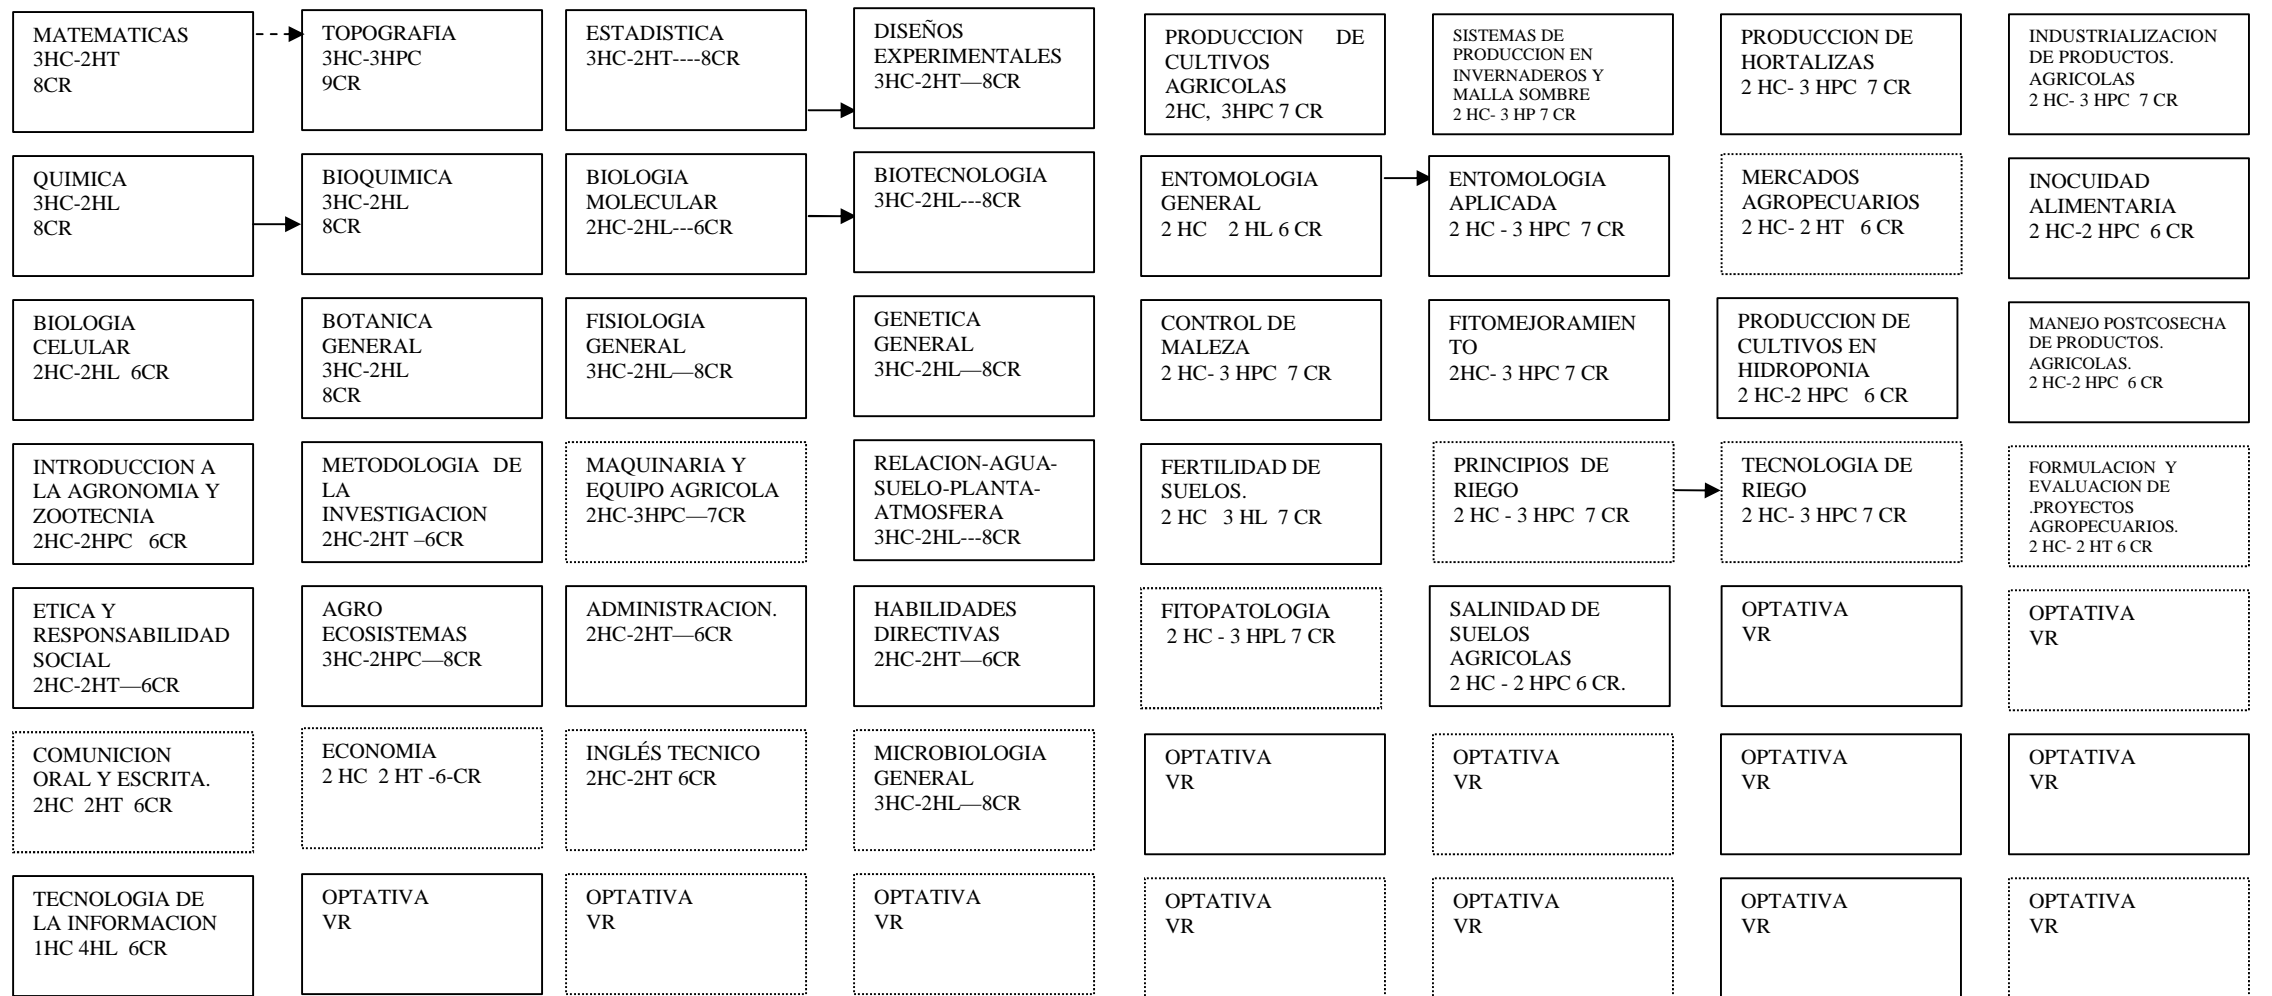 MATEMATICAS
3HC-2HT
8CR
TOPOGRAFIA
3HC-3HPC
9CR
ESTADISTICA
3HC-2HT----8CR
DISEÑOS
EXPERIMENTALES
3HC-2HT—8CR
PRODUCCION DE
CULTIVOS
AGRICOLAS
2HC, 3HPC 7 CR
SISTEMAS DE
PRODUCCION EN
INVERNADEROS Y
MALLA SOMBRE
2 HC- 3 HP 7 CR
PRODUCCION DE
HORTALIZAS
2 HC- 3 HPC 7 CR
INDUSTRIALIZACION
DE PRODUCTOS.
AGRICOLAS
2 HC- 3 HPC 7 CR
QUIMICA
3HC-2HL
8CR
BIOQUIMICA
3HC-2HL
8CR
BIOLOGIA
MOLECULAR
2HC-2HL---6CR
BIOTECNOLOGIA
3HC-2HL---8CR
ENTOMOLOGIA
GENERAL
2 HC 2 HL 6 CR
ENTOMOLOGIA
APLICADA
2 HC - 3 HPC 7 CR
MERCADOS
AGROPECUARIOS
2 HC- 2 HT 6 CR
INOCUIDAD
ALIMENTARIA
2 HC-2 HPC 6 CR
BIOLOGIA
CELULAR
2HC-2HL 6CR
BOTANICA
GENERAL
3HC-2HL
8CR
FISIOLOGIA
GENERAL
3HC-2HL—8CR
GENETICA
GENERAL
3HC-2HL—8CR
CONTROL DE
MALEZA
2 HC- 3 HPC 7 CR
FITOMEJORAMIEN
TO
2HC- 3 HPC 7 CR
PRODUCCION DE
CULTIVOS EN
HIDROPONIA
2 HC-2 HPC 6 CR
MANEJO POSTCOSECHA
DE PRODUCTOS.
AGRICOLAS.
2 HC-2 HPC 6 CR
INTRODUCCION A
LA AGRONOMIA Y
ZOOTECNIA
2HC-2HPC 6CR
METODOLOGIA DE
LA
INVESTIGACION
2HC-2HT –6CR
MAQUINARIA Y
EQUIPO AGRICOLA
2HC-3HPC—7CR
RELACION-AGUA-
SUELO-PLANTA-
ATMOSFERA
3HC-2HL---8CR
FERTILIDAD DE
SUELOS.
2 HC 3 HL 7 CR
PRINCIPIOS DE
RIEGO
2 HC - 3 HPC 7 CR
TECNOLOGIA DE
RIEGO
2 HC- 3 HPC 7 CR
FORMULACION Y
EVALUACION DE
.PROYECTOS
AGROPECUARIOS.
2 HC- 2 HT 6 CR
ETICA Y
RESPONSABILIDAD
SOCIAL
2HC-2HT—6CR
AGRO
ECOSISTEMAS
3HC-2HPC—8CR
ADMINISTRACION.
2HC-2HT—6CR
HABILIDADES
DIRECTIVAS
2HC-2HT—6CR
FITOPATOLOGIA
2 HC - 3 HPL 7 CR
SALINIDAD DE
SUELOS
AGRICOLAS
2 HC - 2 HPC 6 CR.
OPTATIVA
VR
OPTATIVA
VR
COMUNICION
ORAL Y ESCRITA.
2HC 2HT 6CR
ECONOMIA
2 HC 2 HT -6-CR
INGLÉS TECNICO
2HC-2HT 6CR
MICROBIOLOGIA
GENERAL
3HC-2HL—8CR
OPTATIVA
VR
OPTATIVA
VR
OPTATIVA
VR
OPTATIVA
VR
TECNOLOGIA DE
LA INFORMACION
1HC 4HL 6CR
OPTATIVA
VR
OPTATIVA
VR
OPTATIVA
VR
OPTATIVA
VR
OPTATIVA
VR
OPTATIVA
VR
OPTATIVA
VR